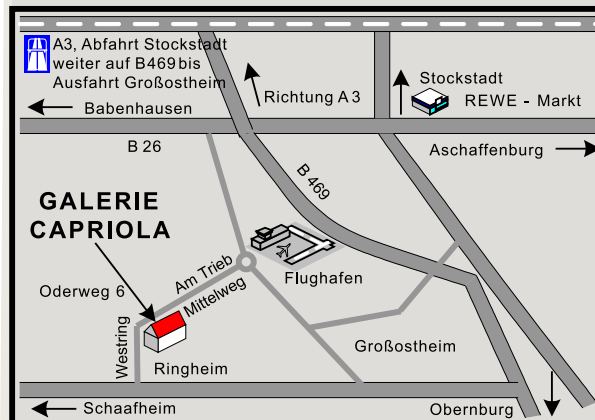 A3, Abfahrt Stockstadt
weiter auf B469 bis
Ausfahrt Großostheim
Richtung A 3
Stockstadt
REWE - Markt
Babenhausen
B 26
Aschaffenburg
B 469
GALERIE
CAPRIOLA
Am Trieb
Mittelweg
Flughafen
Oderweg 6
Westring
Ringheim
Großostheim
Schaafheim
Obernburg